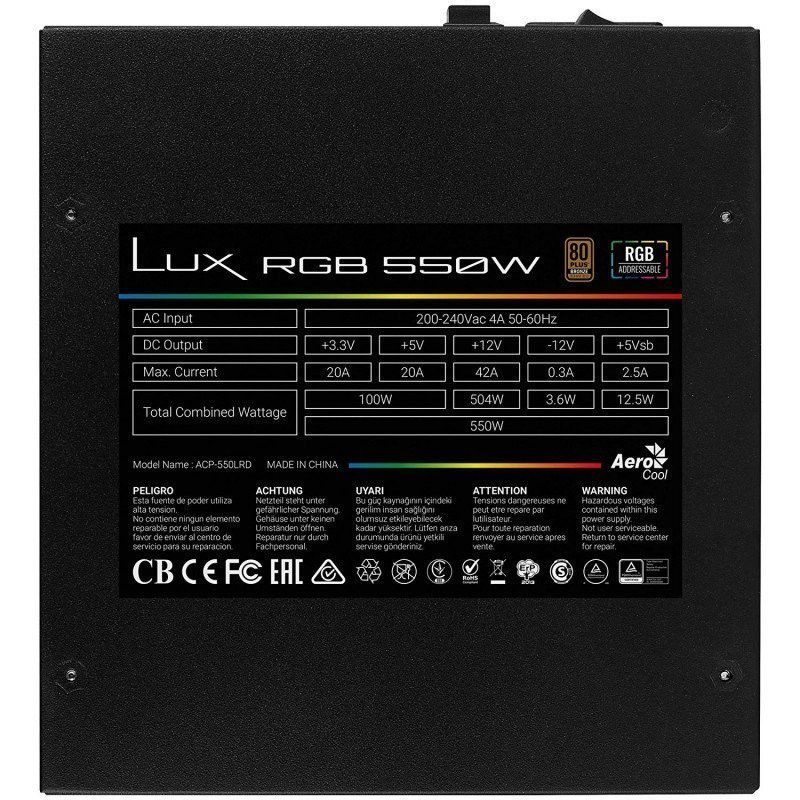 Lux RGB 550W
80 PLUS BRONZE
RGB ADDRESSABLE
AC Input 200-240Vac 4A 50-60Hz
DC Output +3.3V +5V +12V -12V +5Vsb
Max. Current 20A 20A 42A 0.3A 2.5A
Total Combined Wattage 100W 504W 3.6W 12.5W
550W
Model Name : ACP-550LRD MADE IN CHINA
AeroCool
PELIGRO
Esta fuente de poder utiliza
alta tension.
No contiene ningun elemento
reparable por el usuario
favor de enviar al centro de
servicio para su reparacion.
ACHTUNG
Netzteil steht unter
gefährlicher Spannung.
Gehäuse unter keinen
Umständen öffnen.
Reparatur nur durch
Fachpersonal.
UYARI
Bu güç kaynağının içindeki
gerilim insan sağlığını
olumsuz etkileyebilecek
kadar yüksektir. Lütfen arıza
durumunda ürünü yetkili
servise gönderiniz.
ATTENTION
Tensions dangereuses ne
peut etre repare par
l'utilisateur.
Pour toute reparation
envoyer au service apres
vente.
WARNING
Hazardous voltages
contained within this
power supply.
Not user serviceable.
Return to service center
for repair.
CB CE FC EAC RoHS ErP 2013